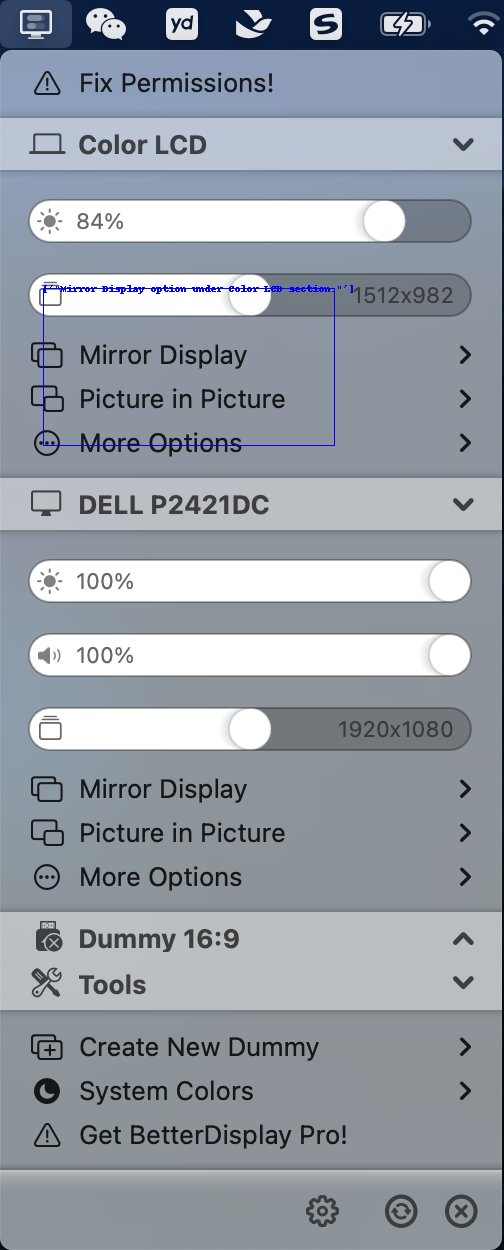 yd
S
Fix Permissions!
Color LCD
84%
['"Mirror Display option under Color LCD section."']
1512x982
Mirror Display
Picture in Picture
More Options
DELL P2421DC
100%
100%
1920x1080
Mirror Display
Picture in Picture
More Options
Dummy 16:9
Tools
Create New Dummy
System Colors
Get BetterDisplay Pro!